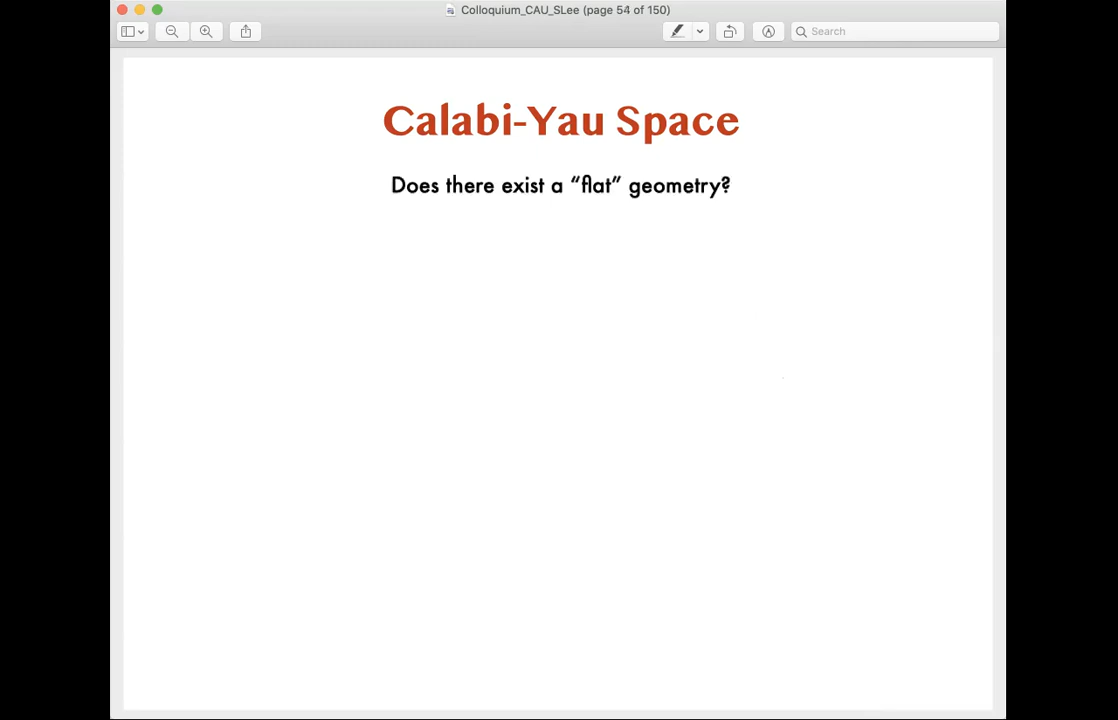 Colloquium_CAU_SLee (page 54 of 150)
Search
Calabi-Yau Space
Does there exist a “flat” geometry?